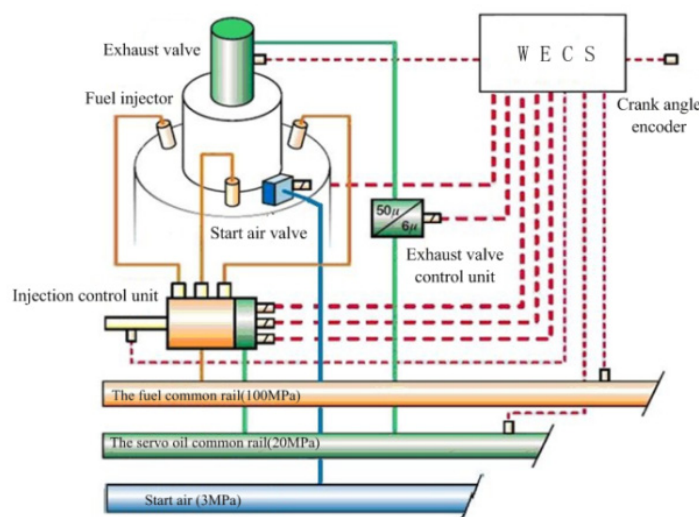 Exhaust valve
W E C S
Fuel injector
Crank angle
encoder
50μ
6μ
Start air valve
Exhaust valve
control unit
Injection control unit
The fuel common rail(100MPa)
The servo oil common rail(20MPa)
Start air (3MPa)